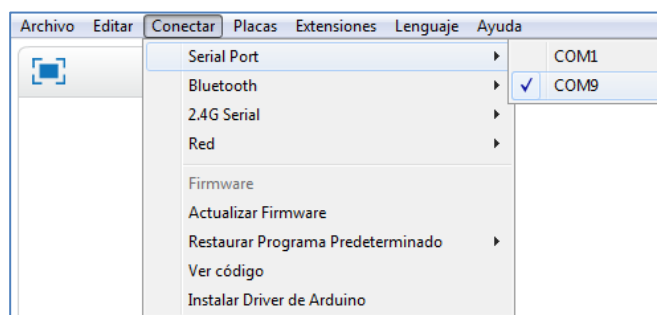 Archivo Editar Conectar Placas Extensiones Lenguaje Ayuda
Serial Port COM1
Bluetooth COM9
2.4G Serial
Red
Firmware
Actualizar Firmware
Restaurar Programa Predeterminado
Ver código
Instalar Driver de Arduino